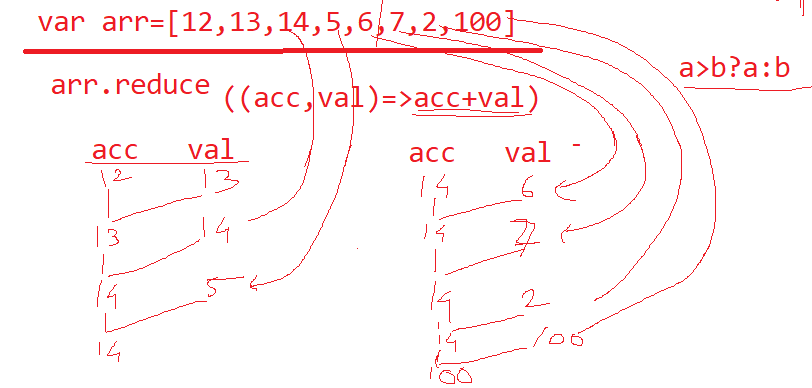 var arr=[12,13,14,5,6,7,2,100]
a>b?a:b
arr.reduce ((acc,val)=>acc+val)
acc val
12 13
13 14
14 5
14
acc val -
14 6
14 7
14 2
14 100
100